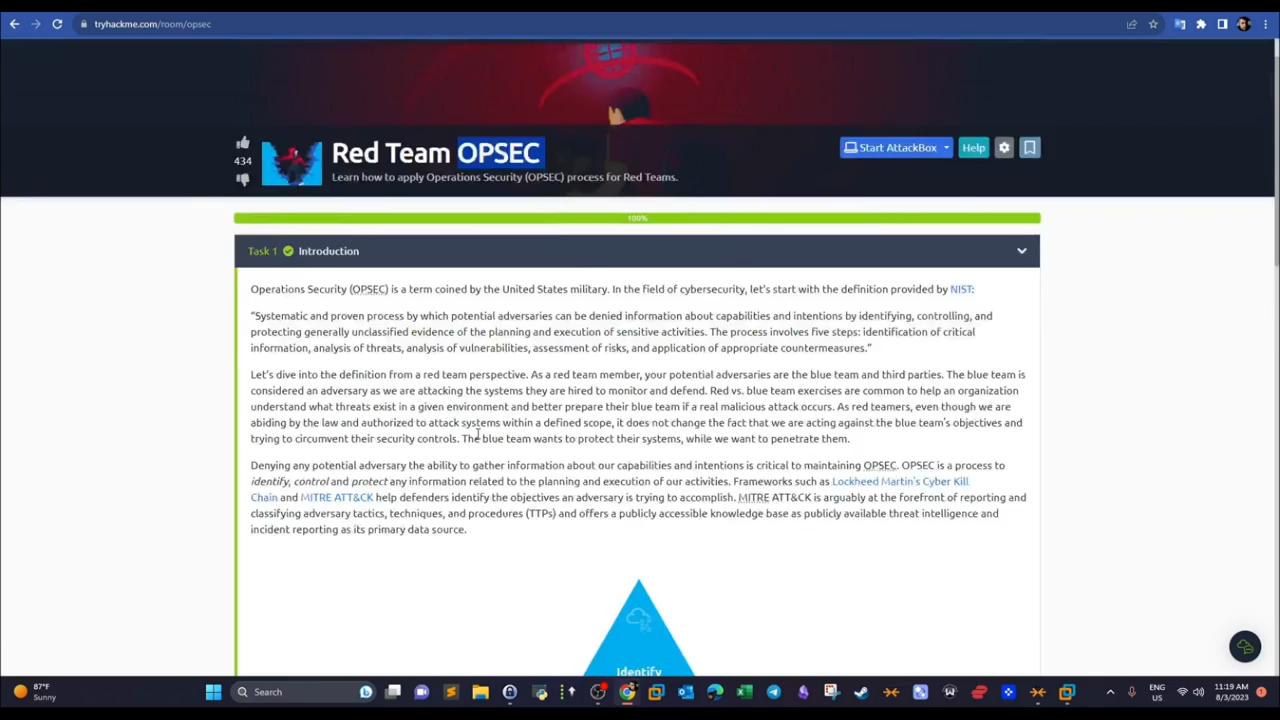 tryhackme.com/room/opsec
434
Red Team OPSEC
Learn how to apply Operations Security (OPSEC) process for Red Teams.
Start AttackBox
Help
100%
Task 1 Introduction
Operations Security (OPSEC) is a term coined by the United States military. In the field of cybersecurity, let's start with the definition provided by NIST:
“Systematic and proven process by which potential adversaries can be denied information about capabilities and intentions by identifying, controlling, and
protecting generally unclassified evidence of the planning and execution of sensitive activities. The process involves five steps: identification of critical
information, analysis of threats, analysis of vulnerabilities, assessment of risks, and application of appropriate countermeasures.”
Let's dive into the definition from a red team perspective. As a red team member, your potential adversaries are the blue team and third parties. The blue team is
considered an adversary as we are attacking the systems they are hired to monitor and defend. Red vs. blue team exercises are common to help an organization
understand what threats exist in a given environment and better prepare their blue team if a real malicious attack occurs. As red teamers, even though we are
abiding by the law and authorized to attack systems within a defined scope, it does not change the fact that we are acting against the blue team's objectives and
trying to circumvent their security controls. The blue team wants to protect their systems, while we want to penetrate them.
Denying any potential adversary the ability to gather information about our capabilities and intentions is critical to maintaining OPSEC. OPSEC is a process to
identify, control and protect any information related to the planning and execution of our activities. Frameworks such as Lockheed Martin's Cyber Kill
Chain and MITRE ATT&CK help defenders identify the objectives an adversary is trying to accomplish. MITRE ATT&CK is arguably at the forefront of reporting and
classifying adversary tactics, techniques, and procedures (TTPs) and offers a publicly accessible knowledge base as publicly available threat intelligence and
incident reporting as its primary data source.
Identify
87°F
Sunny
Search
ENG
US
11:19 AM
8/3/2023